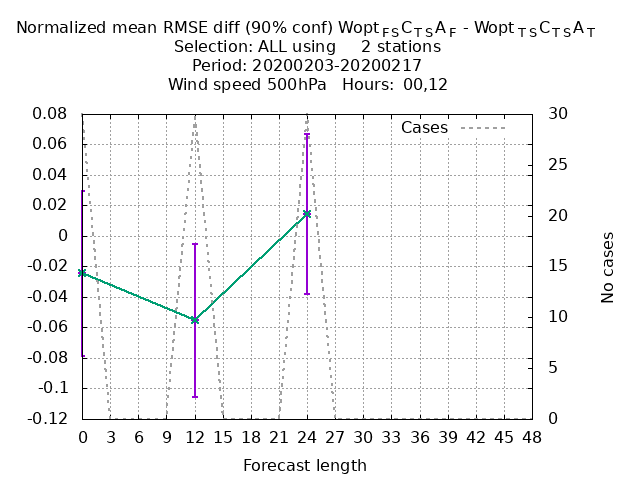 Normalized mean RMSE diff (90% conf) Wopt FS C TS A F - Wopt TS C TS A T
Selection: ALL using 2 stations
Period: 20200203-20200217
Wind speed 500hPa Hours: 00,12
Cases
0.08
0.06
0.04
0.02
0
-0.02
-0.04
-0.06
-0.08
-0.1
-0.12
30
25
20
15
10
5
0
No cases
0 3 6 9 12 15 18 21 24 27 30 33 36 39 42 45 48
Forecast length